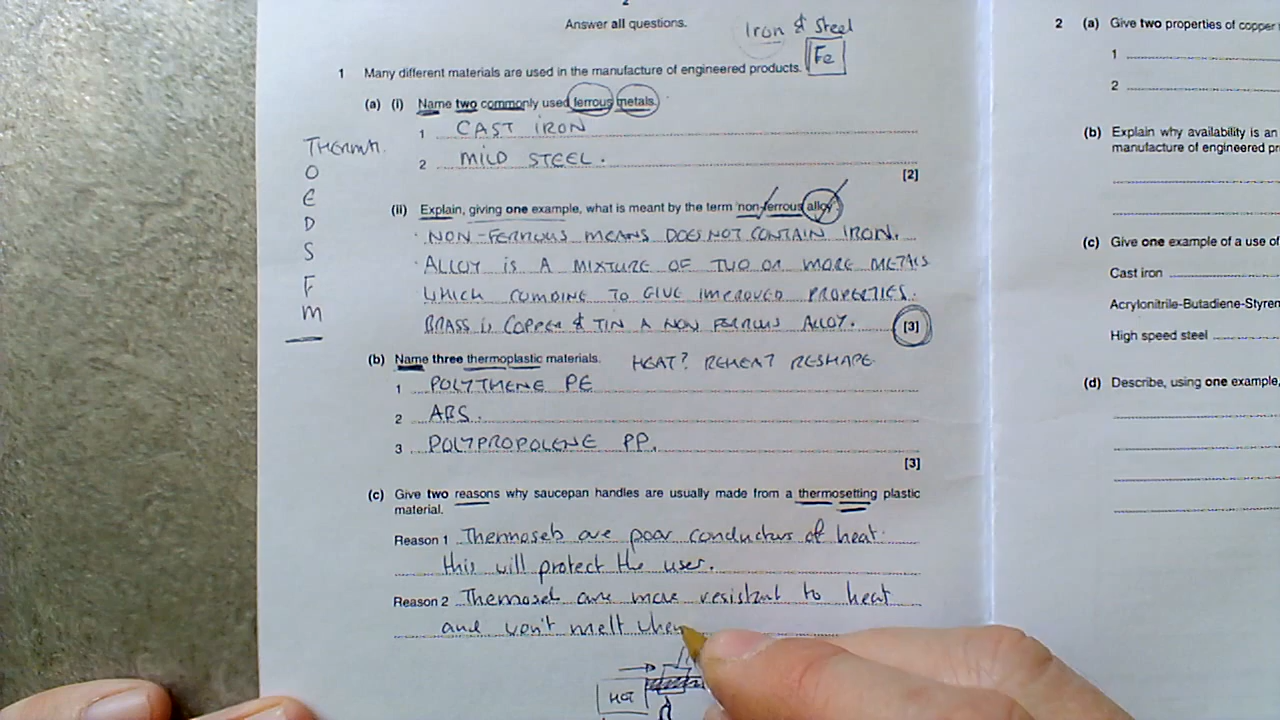 2
Answer all questions.
Iron & Steel
Fe
1 Many different materials are used in the manufacture of engineered products.
(a) (i) Name two commonly used ferrous metals.
1 CAST IRON
2 MILD STEEL.
[2]
THERMM.
O
E
D
S
F
M
(ii) Explain, giving one example, what is meant by the term 'non-ferrous alloy'.
NON-FERROUS MEANS DOES NOT CONTAIN IRON.
ALLOY IS A MIXTURE OF TWO OR MORE METALS
WHICH COMBINE TO GIVE IMPROVED PROPERTIES.
BRASS IS COPPER & TIN A NON FERROUS ALLOY.
[3]
(b) Name three thermoplastic materials.
HEAT? REHEAT RESHAPE.
1 POLYTHENE PE
2 ABS.
3 POLYPROPOLENE PP.
[3]
(c) Give two reasons why saucepan handles are usually made from a thermosetting plastic
material.
Reason 1 Thermosets are poor conductors of heat.
this will protect the user.
Reason 2 Themoset are more resistant to heat
and won't melt when
HOT
2 (a) Give two properties of copper
1
2
(b) Explain why availability is an
manufacture of engineered pr
(c) Give one example of a use of
Cast iron
Acrylonitrile-Butadiene-Styren
High speed steel
(d) Describe, using one example,